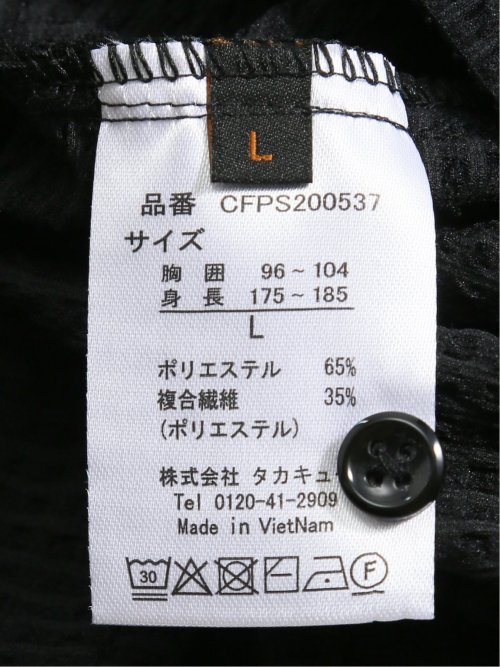 L
品番 CFPS200537
サイズ
胸囲 96～104
身長 175～185
L
ポリエステル 65%
複合繊維 35%
(ポリエステル)
株式会社 タカキュー
Tel 0120-41-2909
Made in VietNam
30 F